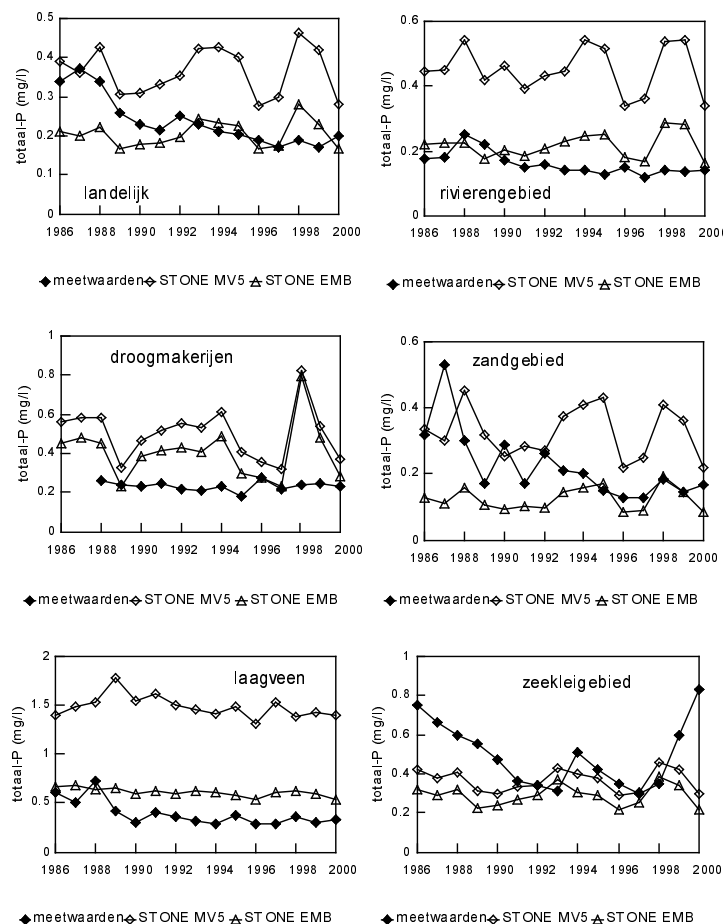 0.5
0.4
0.3
0.2
0.1
0
totaal-P (mg/l)
landelijk
1986 1988 1990 1992 1994 1996 1998 2000
meetwaarden STONE MV5 STONE EMB
0.6
0.4
0.2
0
totaal-P (mg/l)
rivierengebied
1986 1988 1990 1992 1994 1996 1998 2000
meetwaarden STONE MV5 STONE EMB
1
0.8
0.6
0.4
0.2
0
totaal-P (mg/l)
droogmakerijen
1986 1988 1990 1992 1994 1996 1998 2000
meetwaarden STONE MV5 STONE EMB
0.6
0.4
0.2
0
totaal-P (mg/l)
zandgebied
1986 1988 1990 1992 1994 1996 1998 2000
meetwaarden STONE MV5 STONE EMB
2
1.5
1
0.5
0
totaal-P (mg/l)
laagveen
1986 1988 1990 1992 1994 1996 1998 2000
meetwaarden STONE MV5 STONE EMB
1
0.8
0.6
0.4
0.2
0
totaal-P (mg/l)
zeekleigebied
1986 1988 1990 1992 1994 1996 1998 2000
meetwaarden STONE MV5 STONE EMB